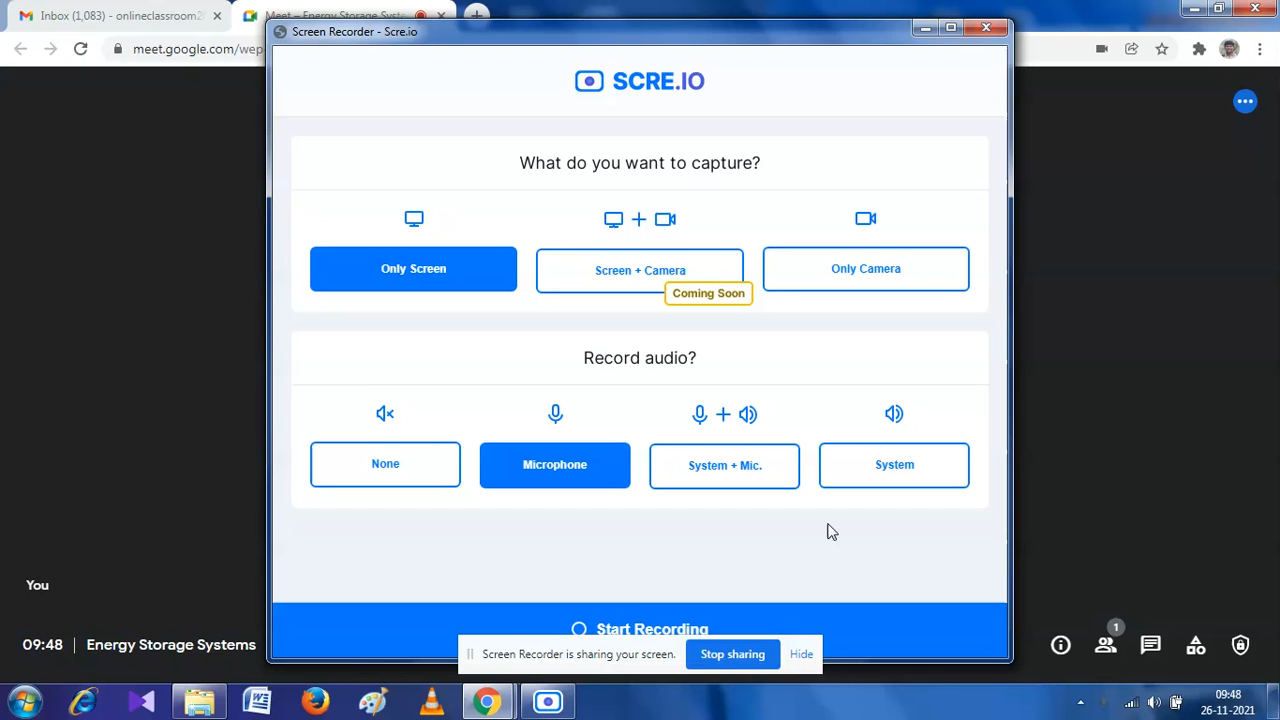 Inbox (1,083) - onlineclassroom2
Meet – Energy Storage Syste
Screen Recorder - Scre.io
meet.google.com/wep
SCRE.IO
What do you want to capture?
Only Screen
Screen + Camera
Only Camera
Coming Soon
Record audio?
None
Microphone
System + Mic.
System
You
Start Recording
09:48
Energy Storage Systems
Screen Recorder is sharing your screen.
Stop sharing
Hide
1
09:48
26-11-2021